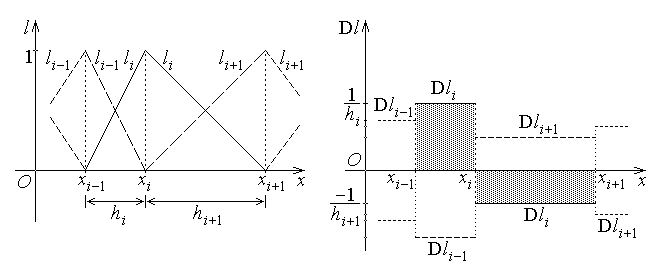 l
1
l_{i-1} l_{i-1} l_i l_i l_{i+1} l_{i+1}
O x_{i-1} x_i x_{i+1} x
h_i h_{i+1}
Dl
1/h_i
Dl_{i-1} Dl_i Dl_{i+1}
O x_{i-1} x_i x_{i+1} x
-1/h_{i+1}
Dl_{i-1} Dl_i Dl_{i+1}